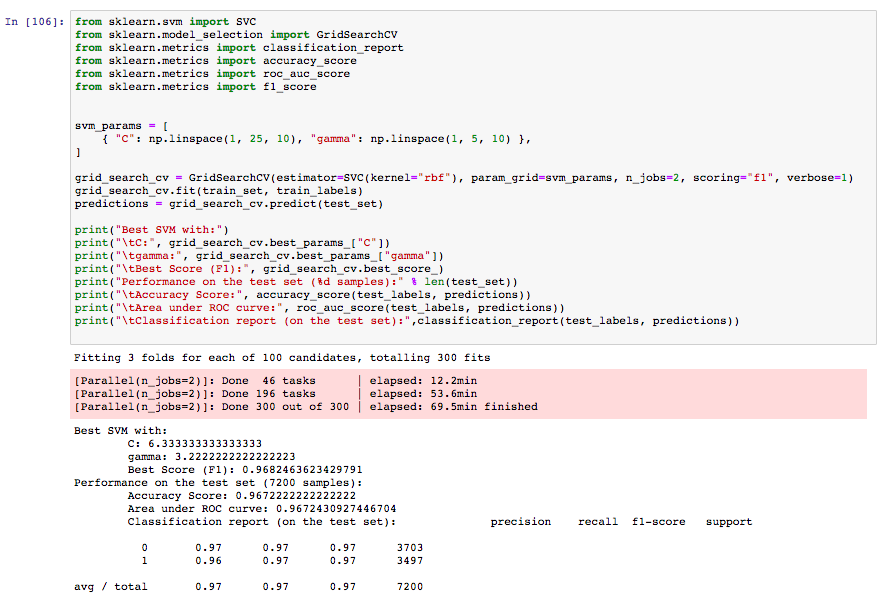 In [106]: from sklearn.svm import SVC
from sklearn.model_selection import GridSearchCV
from sklearn.metrics import classification_report
from sklearn.metrics import accuracy_score
from sklearn.metrics import roc_auc_score
from sklearn.metrics import f1_score
svm_params = [
    { "C": np.linspace(1, 25, 10), "gamma": np.linspace(1, 5, 10) },
]
grid_search_cv = GridSearchCV(estimator=SVC(kernel="rbf"), param_grid=svm_params, n_jobs=2, scoring="f1", verbose=1)
grid_search_cv.fit(train_set, train_labels)
predictions = grid_search_cv.predict(test_set)
print("Best SVM with:")
print("\tC:", grid_search_cv.best_params_["C"])
print("\tgamma:", grid_search_cv.best_params_["gamma"])
print("\tBest Score (F1):", grid_search_cv.best_score_)
print("Performance on the test set (%d samples):" % len(test_set))
print("\tAccuracy Score:", accuracy_score(test_labels, predictions))
print("\tArea under ROC curve:", roc_auc_score(test_labels, predictions))
print("\tClassification report (on the test set):",classification_report(test_labels, predictions))
Fitting 3 folds for each of 100 candidates, totalling 300 fits
[Parallel(n_jobs=2)]: Done  46 tasks      | elapsed: 12.2min
[Parallel(n_jobs=2)]: Done 196 tasks      | elapsed: 53.6min
[Parallel(n_jobs=2)]: Done 300 out of 300 | elapsed: 69.5min finished
Best SVM with:
        C: 6.333333333333333
        gamma: 3.2222222222222223
        Best Score (F1): 0.9682463623429791
Performance on the test set (7200 samples):
        Accuracy Score: 0.9672222222222222
        Area under ROC curve: 0.9672430927446704
        Classification report (on the test set):              precision    recall  f1-score   support
          0       0.97      0.97      0.97      3703
          1       0.96      0.97      0.97      3497
avg / total       0.97      0.97      0.97      7200